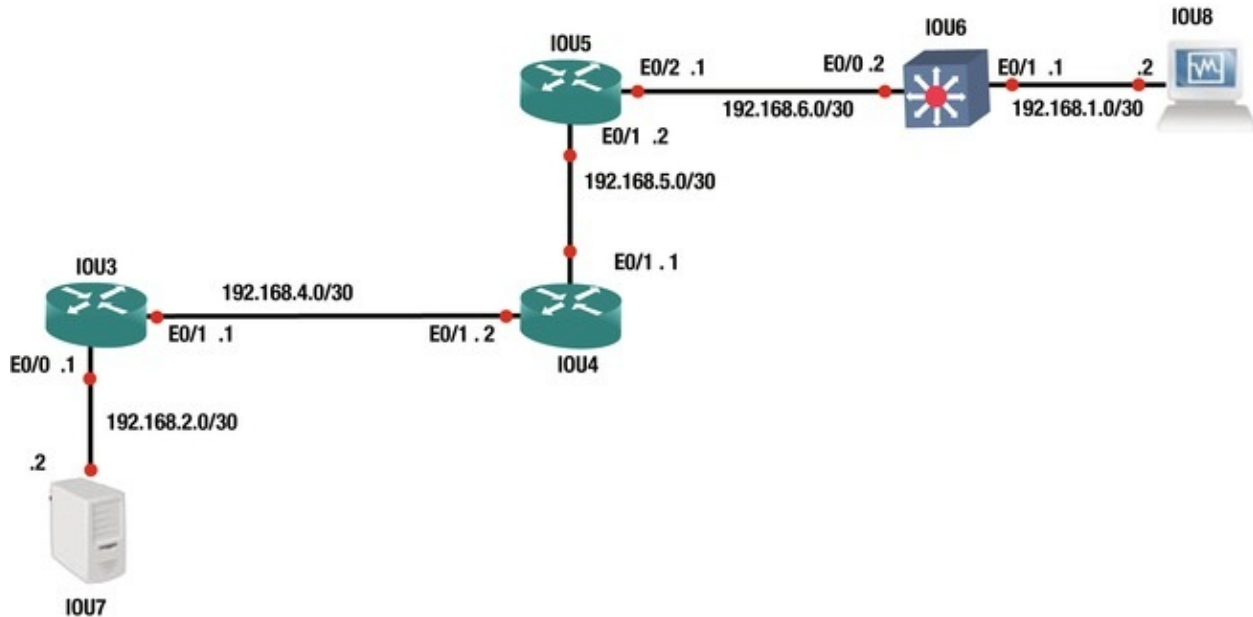 IOU8
IOU6
IOU5
E0/2 .1
E0/0 .2
E0/1 .1
.2
192.168.6.0/30
192.168.1.0/30
E0/1 .2
192.168.5.0/30
E0/1 . 1
IOU3
192.168.4.0/30
E0/1 .1
E0/1 . 2
IOU4
E0/0 .1
192.168.2.0/30
.2
IOU7